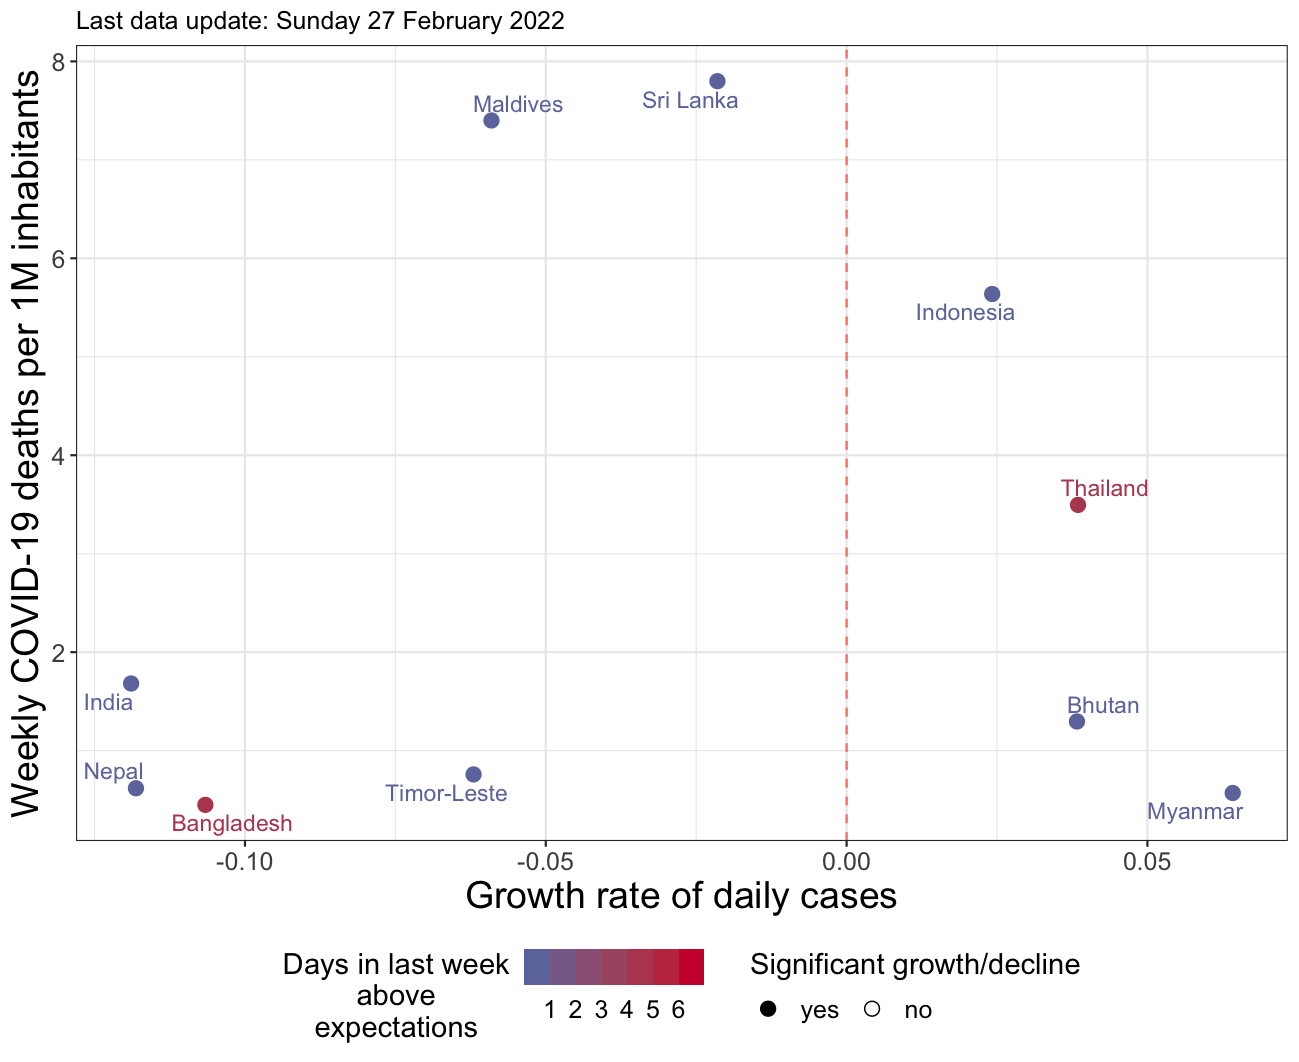 Last data update: Sunday 27 February 2022
Weekly COVID-19 deaths per 1M inhabitants
8
6
4
2
Maldives
Sri Lanka
Indonesia
Thailand
India
Bhutan
Nepal
Timor-Leste
Myanmar
Bangladesh
-0.10 -0.05 0.00 0.05
Growth rate of daily cases
Days in last week
above
expectations
1 2 3 4 5 6
Significant growth/decline
yes no